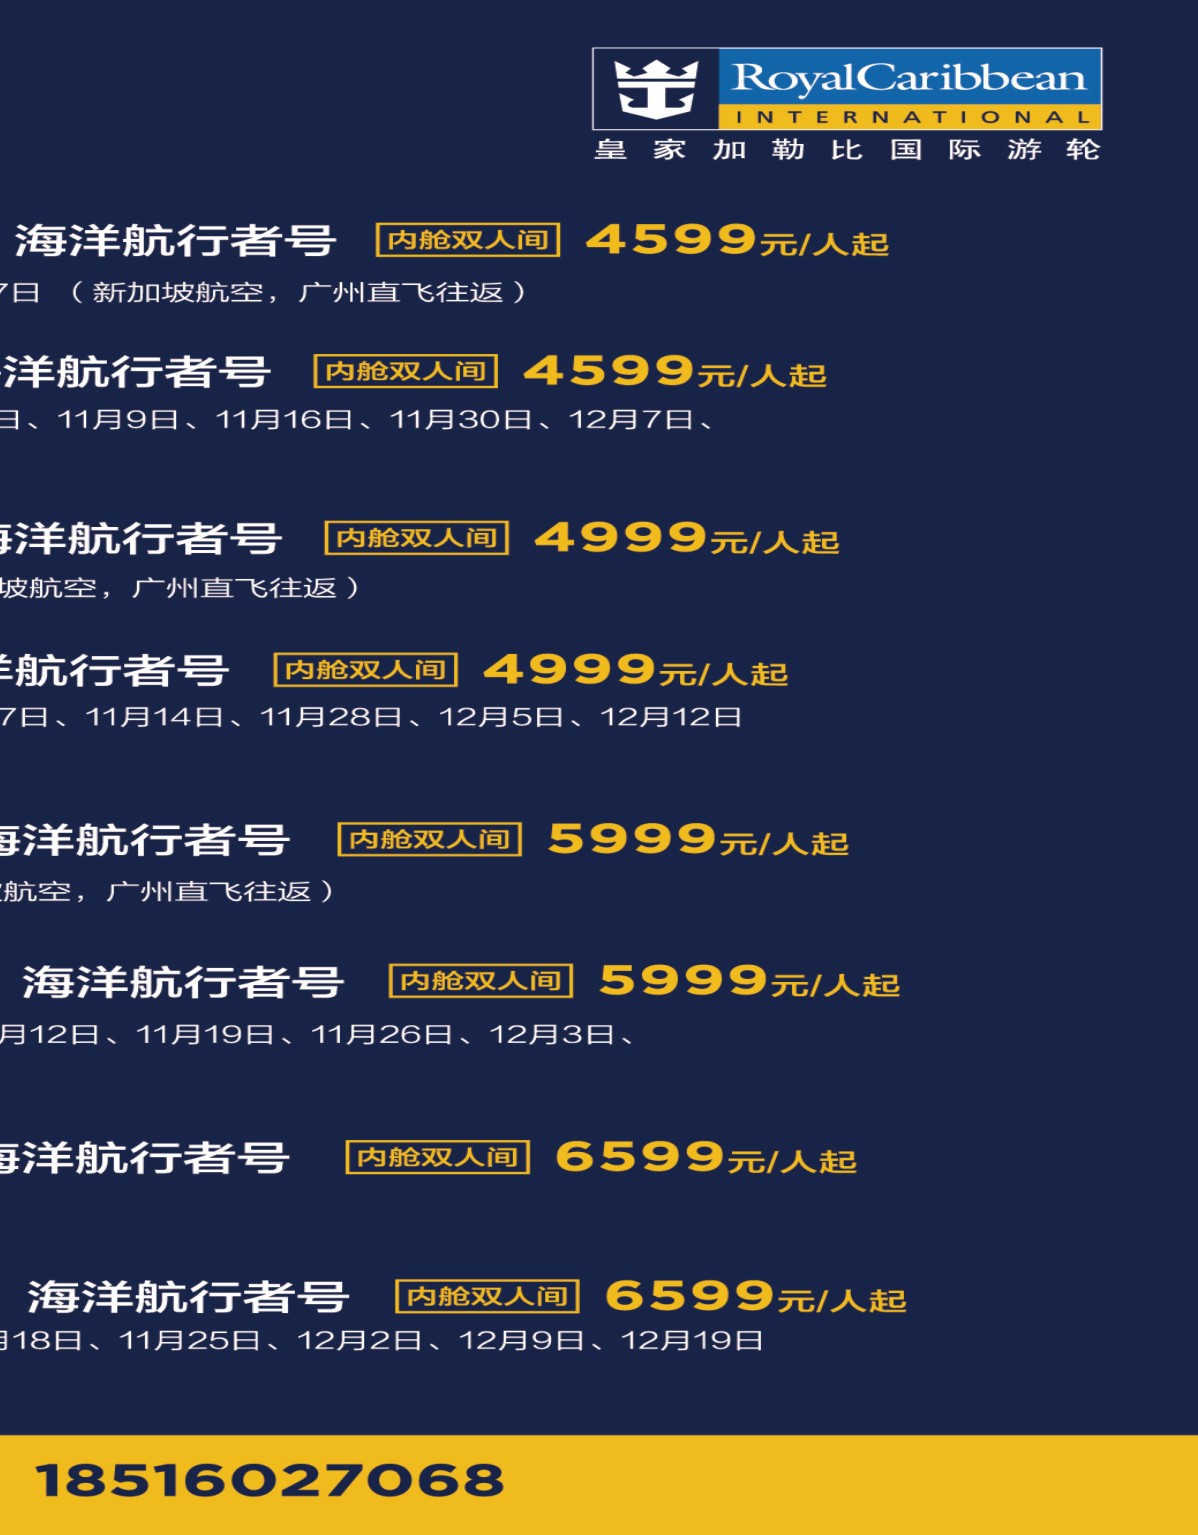 RoyalCaribbean
INTERNATIONAL
皇家加勒比国际游轮
海洋航行者号 内舱双人间 4599元/人起
7日 （新加坡航空，广州直飞往返）
洋航行者号 内舱双人间 4599元/人起
日、11月9日、11月16日、11月30日、12月7日、
海洋航行者号 内舱双人间 4999元/人起
坡航空，广州直飞往返）
洋航行者号 内舱双人间 4999元/人起
7日、11月14日、11月28日、12月5日、12月12日
海洋航行者号 内舱双人间 5999元/人起
航空，广州直飞往返）
海洋航行者号 内舱双人间 5999元/人起
月12日、11月19日、11月26日、12月3日、
海洋航行者号 内舱双人间 6599元/人起
海洋航行者号 内舱双人间 6599元/人起
月18日、11月25日、12月2日、12月9日、12月19日
18516027068